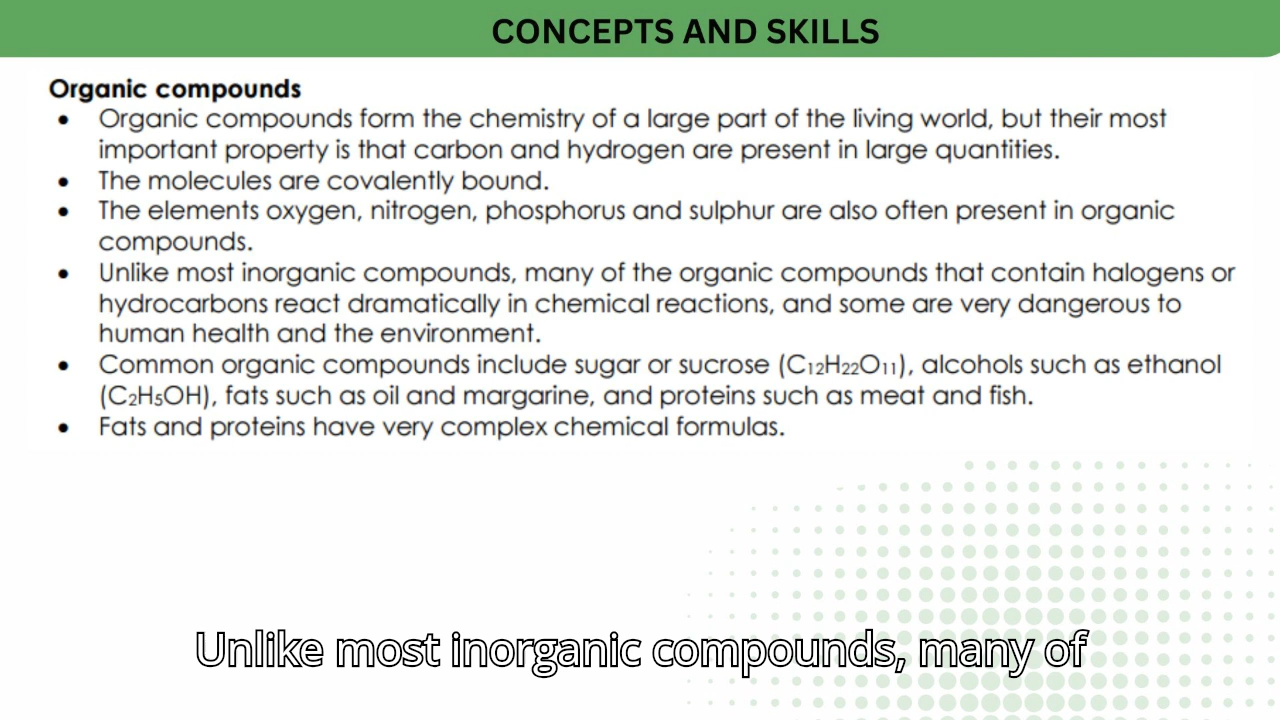 CONCEPTS AND SKILLS
Organic compounds
• Organic compounds form the chemistry of a large part of the living world, but their most
important property is that carbon and hydrogen are present in large quantities.
• The molecules are covalently bound.
• The elements oxygen, nitrogen, phosphorus and sulphur are also often present in organic
compounds.
• Unlike most inorganic compounds, many of the organic compounds that contain halogens or
hydrocarbons react dramatically in chemical reactions, and some are very dangerous to
human health and the environment.
• Common organic compounds include sugar or sucrose (C₁₂H₂₂O₁₁), alcohols such as ethanol
(C₂H₅OH), fats such as oil and margarine, and proteins such as meat and fish.
• Fats and proteins have very complex chemical formulas.
Unlike most inorganic compounds, many of